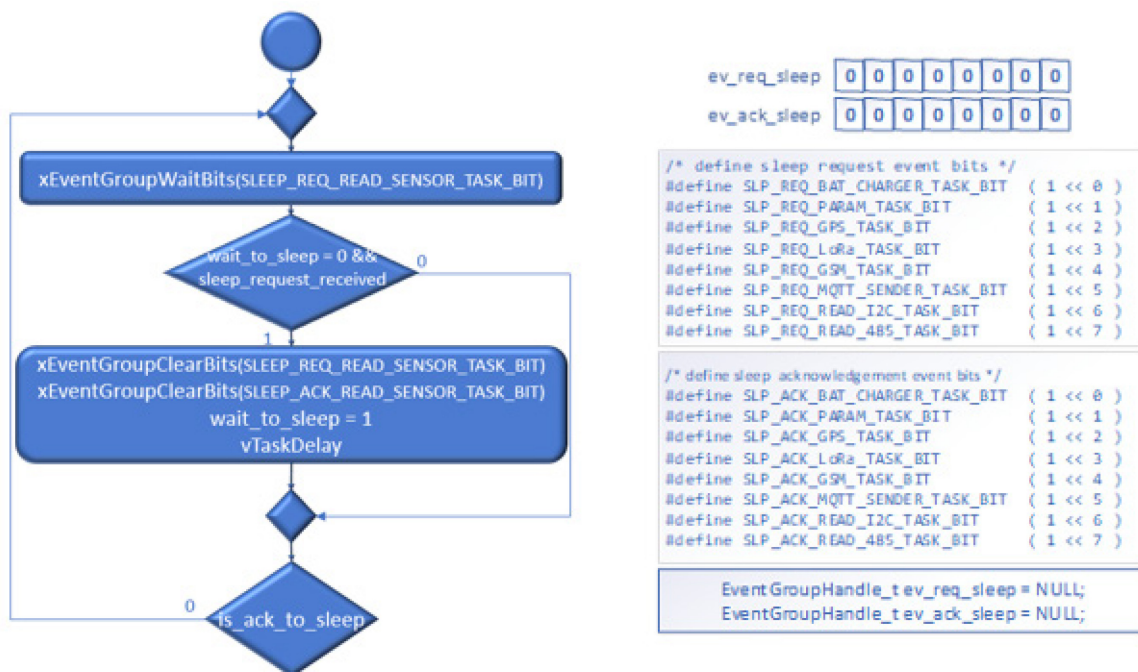 xEventGroupWaitBits(SLEEP_REQ_READ_SENSOR_TASK_BIT)
wait_to_sleep = 0 &&
sleep_request_received
0
1
xEventGroupClearBits(SLEEP_REQ_READ_SENSOR_TASK_BIT)
xEventGroupClearBits(SLEEP_ACK_READ_SENSOR_TASK_BIT)
wait_to_sleep = 1
vTaskDelay
0
is_ack_to_sleep
ev_req_sleep 0 0 0 0 0 0 0 0
ev_ack_sleep 0 0 0 0 0 0 0 0
/* define sleep request event bits */
#define SLP_REQ_BAT_CHARGER_TASK_BIT ( 1 << 0 )
#define SLP_REQ_PARAM_TASK_BIT ( 1 << 1 )
#define SLP_REQ_GPS_TASK_BIT ( 1 << 2 )
#define SLP_REQ_LoRa_TASK_BIT ( 1 << 3 )
#define SLP_REQ_GSM_TASK_BIT ( 1 << 4 )
#define SLP_REQ_MQTT_SENDER_TASK_BIT ( 1 << 5 )
#define SLP_REQ_READ_I2C_TASK_BIT ( 1 << 6 )
#define SLP_REQ_READ_485_TASK_BIT ( 1 << 7 )
/* define sleep acknowledgement event bits */
#define SLP_ACK_BAT_CHARGER_TASK_BIT ( 1 << 0 )
#define SLP_ACK_PARAM_TASK_BIT ( 1 << 1 )
#define SLP_ACK_GPS_TASK_BIT ( 1 << 2 )
#define SLP_ACK_LoRa_TASK_BIT ( 1 << 3 )
#define SLP_ACK_GSM_TASK_BIT ( 1 << 4 )
#define SLP_ACK_MQTT_SENDER_TASK_BIT ( 1 << 5 )
#define SLP_ACK_READ_I2C_TASK_BIT ( 1 << 6 )
#define SLP_ACK_READ_485_TASK_BIT ( 1 << 7 )
EventGroupHandle_t ev_req_sleep = NULL;
EventGroupHandle_t ev_ack_sleep = NULL;